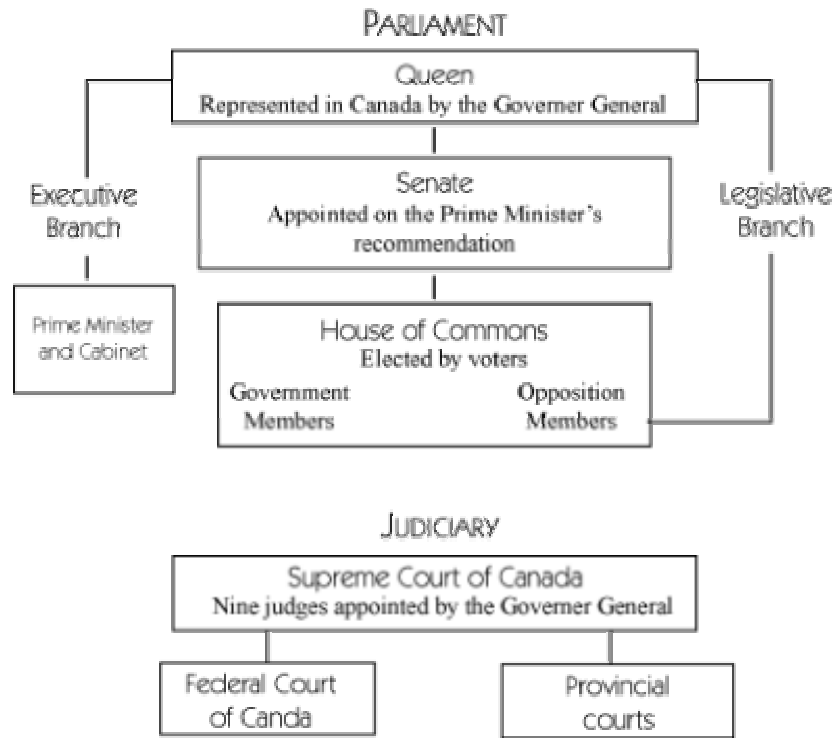 PARLIAMENT
Queen
Represented in Canada by the Governer General
Executive
Branch
Senate
Appointed on the Prime Minister's
recommendation
Legislative
Branch
Prime Minister
and Cabinet
House of Commons
Elected by voters
Government
Members
Opposition
Members
JUDICIARY
Supreme Court of Canada
Nine judges appointed by the Governer General
Federal Court
of Canda
Provincial
courts